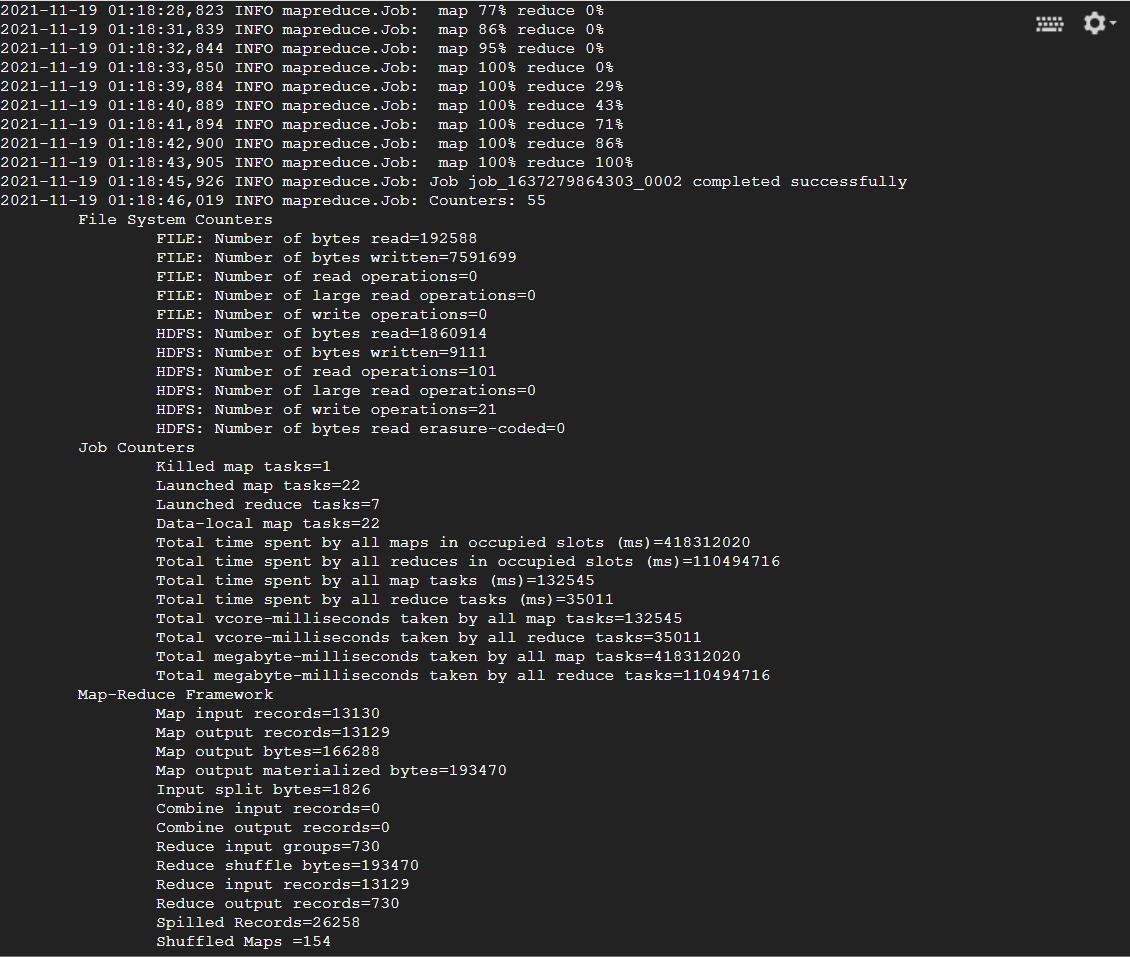 2021-11-19 01:18:28,823 INFO mapreduce.Job:  map 77% reduce 0%
2021-11-19 01:18:31,839 INFO mapreduce.Job:  map 86% reduce 0%
2021-11-19 01:18:32,844 INFO mapreduce.Job:  map 95% reduce 0%
2021-11-19 01:18:33,850 INFO mapreduce.Job:  map 100% reduce 0%
2021-11-19 01:18:39,884 INFO mapreduce.Job:  map 100% reduce 29%
2021-11-19 01:18:40,889 INFO mapreduce.Job:  map 100% reduce 43%
2021-11-19 01:18:41,894 INFO mapreduce.Job:  map 100% reduce 71%
2021-11-19 01:18:42,900 INFO mapreduce.Job:  map 100% reduce 86%
2021-11-19 01:18:43,905 INFO mapreduce.Job:  map 100% reduce 100%
2021-11-19 01:18:45,926 INFO mapreduce.Job: Job job_1637279864303_0002 completed successfully
2021-11-19 01:18:46,019 INFO mapreduce.Job: Counters: 55
        File System Counters
                FILE: Number of bytes read=192588
                FILE: Number of bytes written=7591699
                FILE: Number of read operations=0
                FILE: Number of large read operations=0
                FILE: Number of write operations=0
                HDFS: Number of bytes read=1860914
                HDFS: Number of bytes written=9111
                HDFS: Number of read operations=101
                HDFS: Number of large read operations=0
                HDFS: Number of write operations=21
                HDFS: Number of bytes read erasure-coded=0
        Job Counters
                Killed map tasks=1
                Launched map tasks=22
                Launched reduce tasks=7
                Data-local map tasks=22
                Total time spent by all maps in occupied slots (ms)=418312020
                Total time spent by all reduces in occupied slots (ms)=110494716
                Total time spent by all map tasks (ms)=132545
                Total time spent by all reduce tasks (ms)=35011
                Total vcore-milliseconds taken by all map tasks=132545
                Total vcore-milliseconds taken by all reduce tasks=35011
                Total megabyte-milliseconds taken by all map tasks=418312020
                Total megabyte-milliseconds taken by all reduce tasks=110494716
        Map-Reduce Framework
                Map input records=13130
                Map output records=13129
                Map output bytes=166288
                Map output materialized bytes=193470
                Input split bytes=1826
                Combine input records=0
                Combine output records=0
                Reduce input groups=730
                Reduce shuffle bytes=193470
                Reduce input records=13129
                Reduce output records=730
                Spilled Records=26258
                Shuffled Maps =154